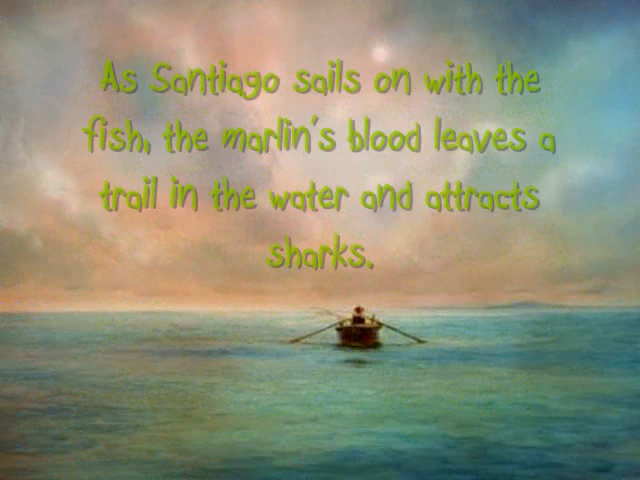 As Santiago sails on with the
fish, the marlin's blood leaves a
trail in the water and attracts
sharks.